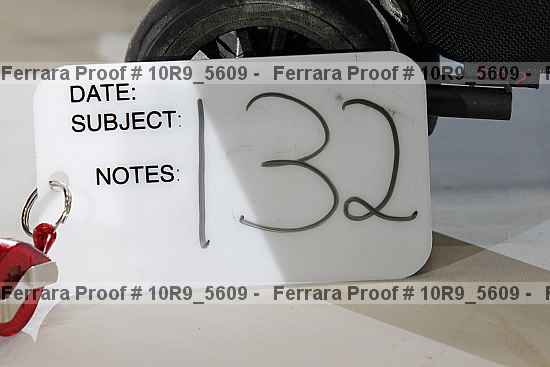 Ferrara Proof # 10R9_5609 - Ferrara Proof # 10R9_5609 - F
DATE:
SUBJECT:
132
NOTES:
Ferrara Proof # 10R9_5609 - Ferrara Proof # 10R9_5609 - F